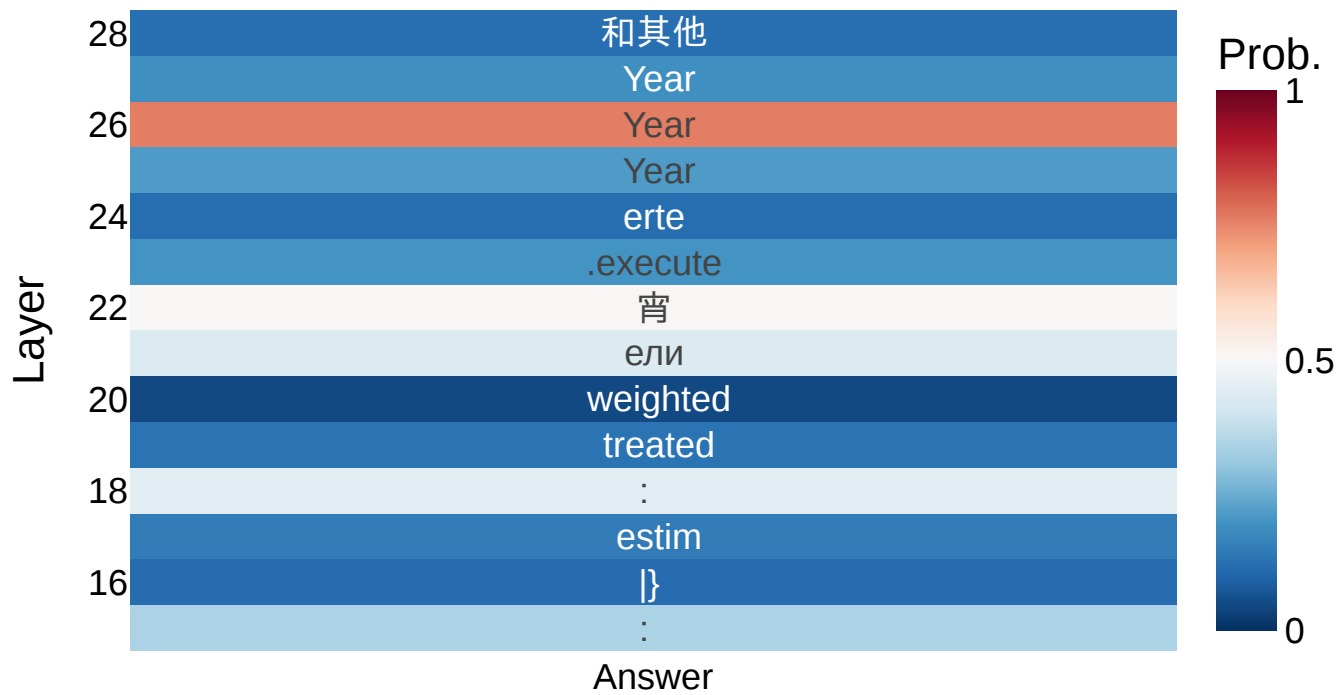 28 和其他
Year
26 Year
Year
24 erte
.execute
22 宵
ели
20 weighted
treated
18 :
estim
16 |}
:
Answer
Layer
Prob.
1
0.5
0